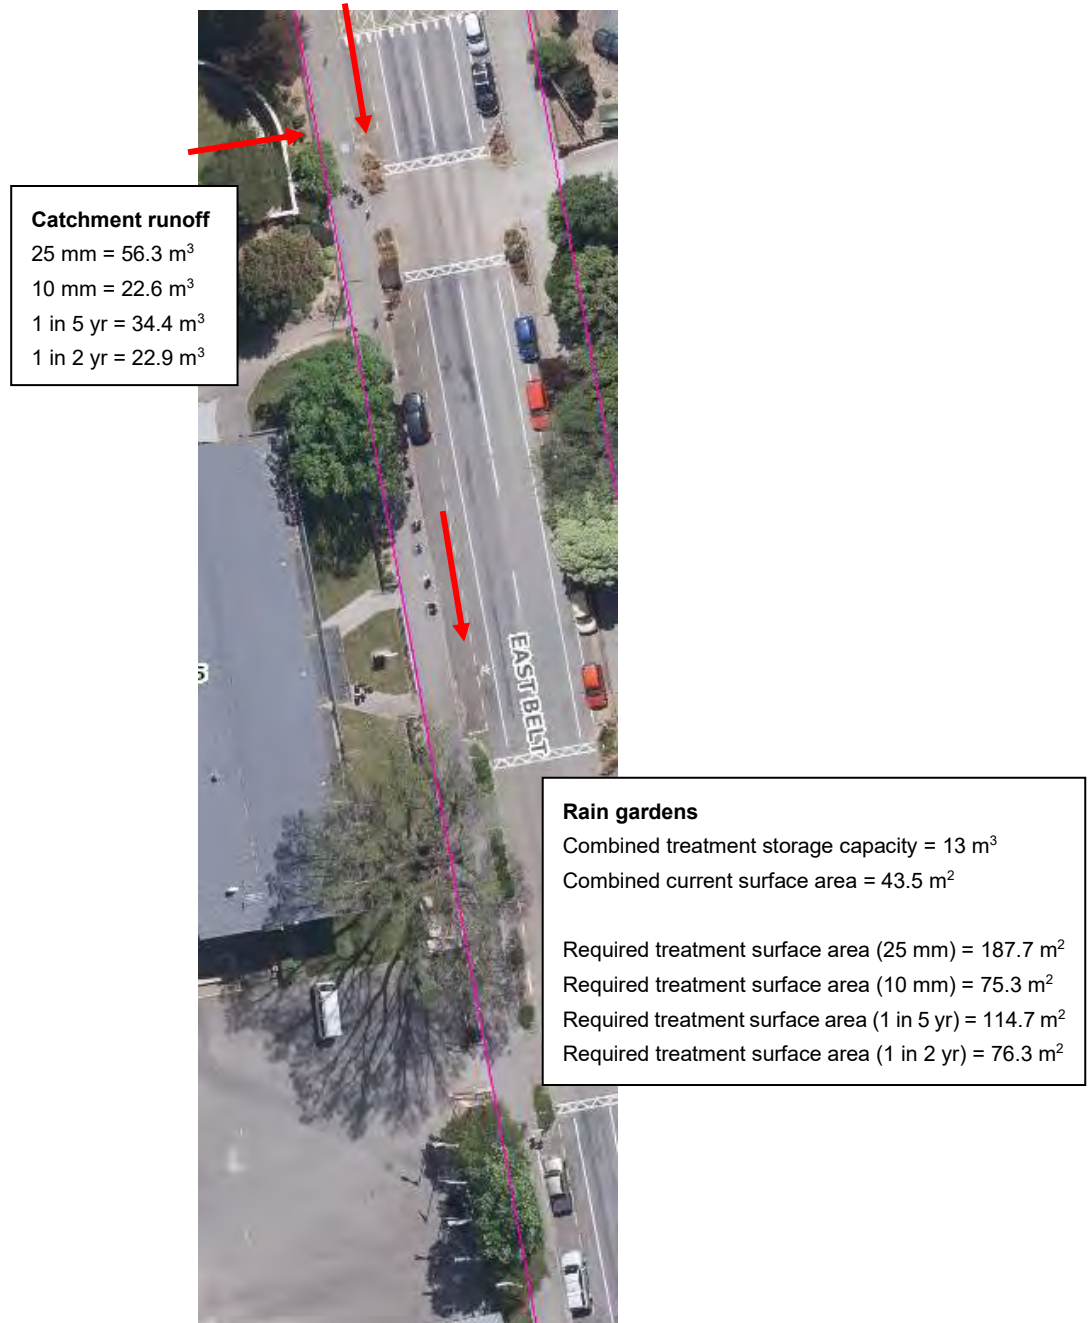 Catchment runoff
25 mm = 56.3 m³
10 mm = 22.6 m³
1 in 5 yr = 34.4 m³
1 in 2 yr = 22.9 m³
5
EAST BELT
Rain gardens
Combined treatment storage capacity = 13 m³
Combined current surface area = 43.5 m²
Required treatment surface area (25 mm) = 187.7 m²
Required treatment surface area (10 mm) = 75.3 m²
Required treatment surface area (1 in 5 yr) = 114.7 m²
Required treatment surface area (1 in 2 yr) = 76.3 m²